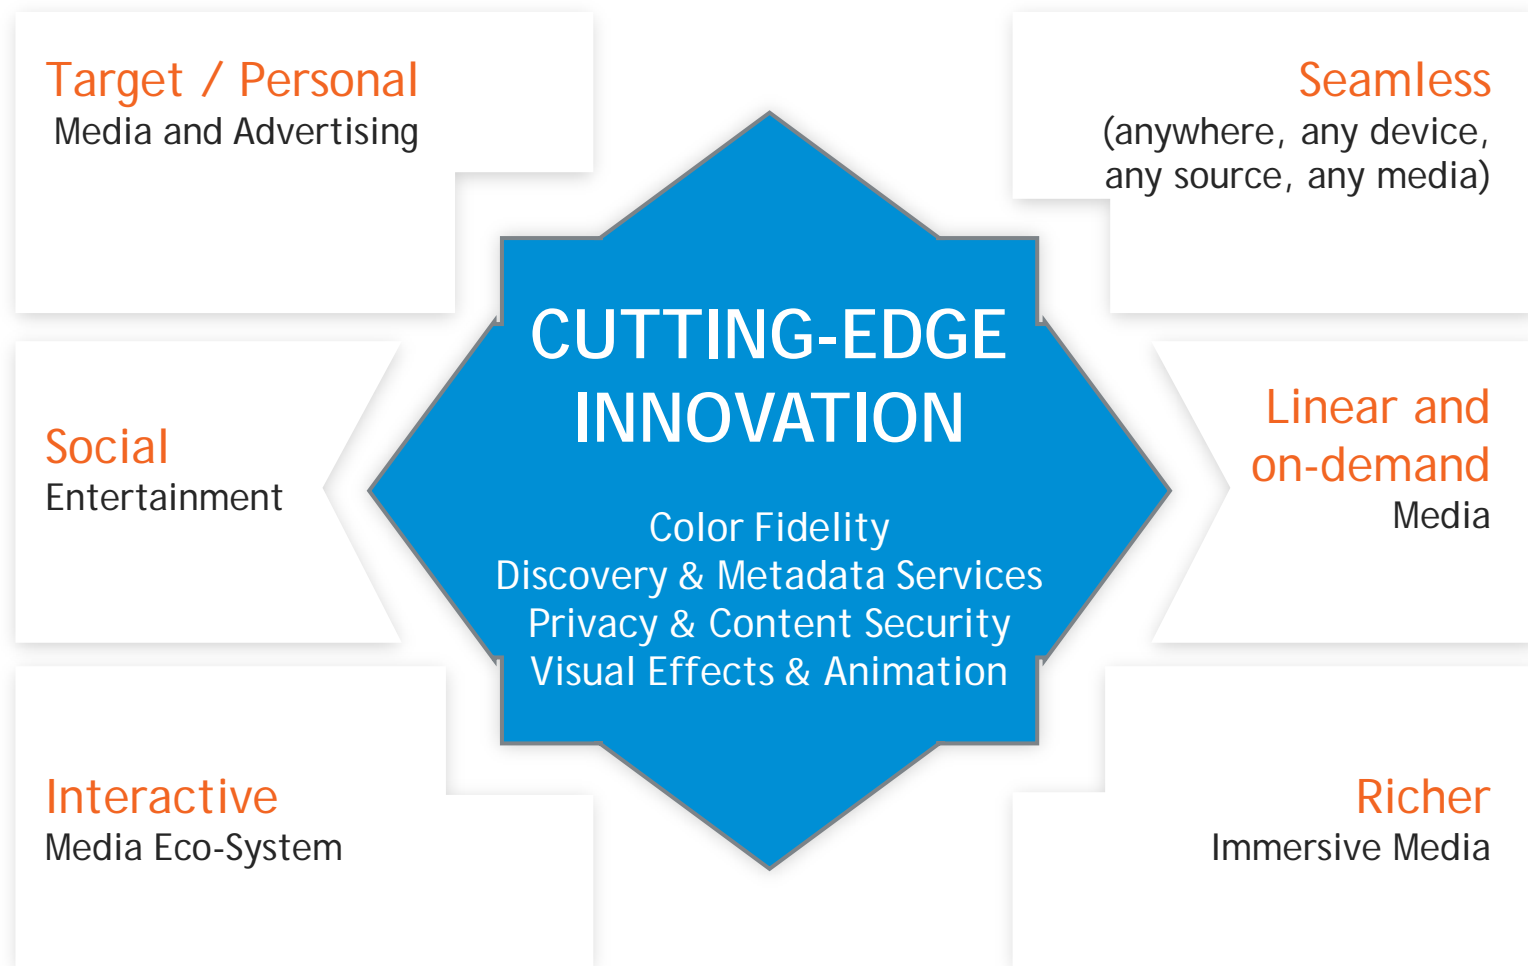 Target / Personal
Media and Advertising
Seamless
(anywhere, any device,
any source, any media)
CUTTING-EDGE
INNOVATION
Color Fidelity
Discovery & Metadata Services
Privacy & Content Security
Visual Effects & Animation
Social
Entertainment
Linear and
on-demand
Media
Interactive
Media Eco-System
Richer
Immersive Media